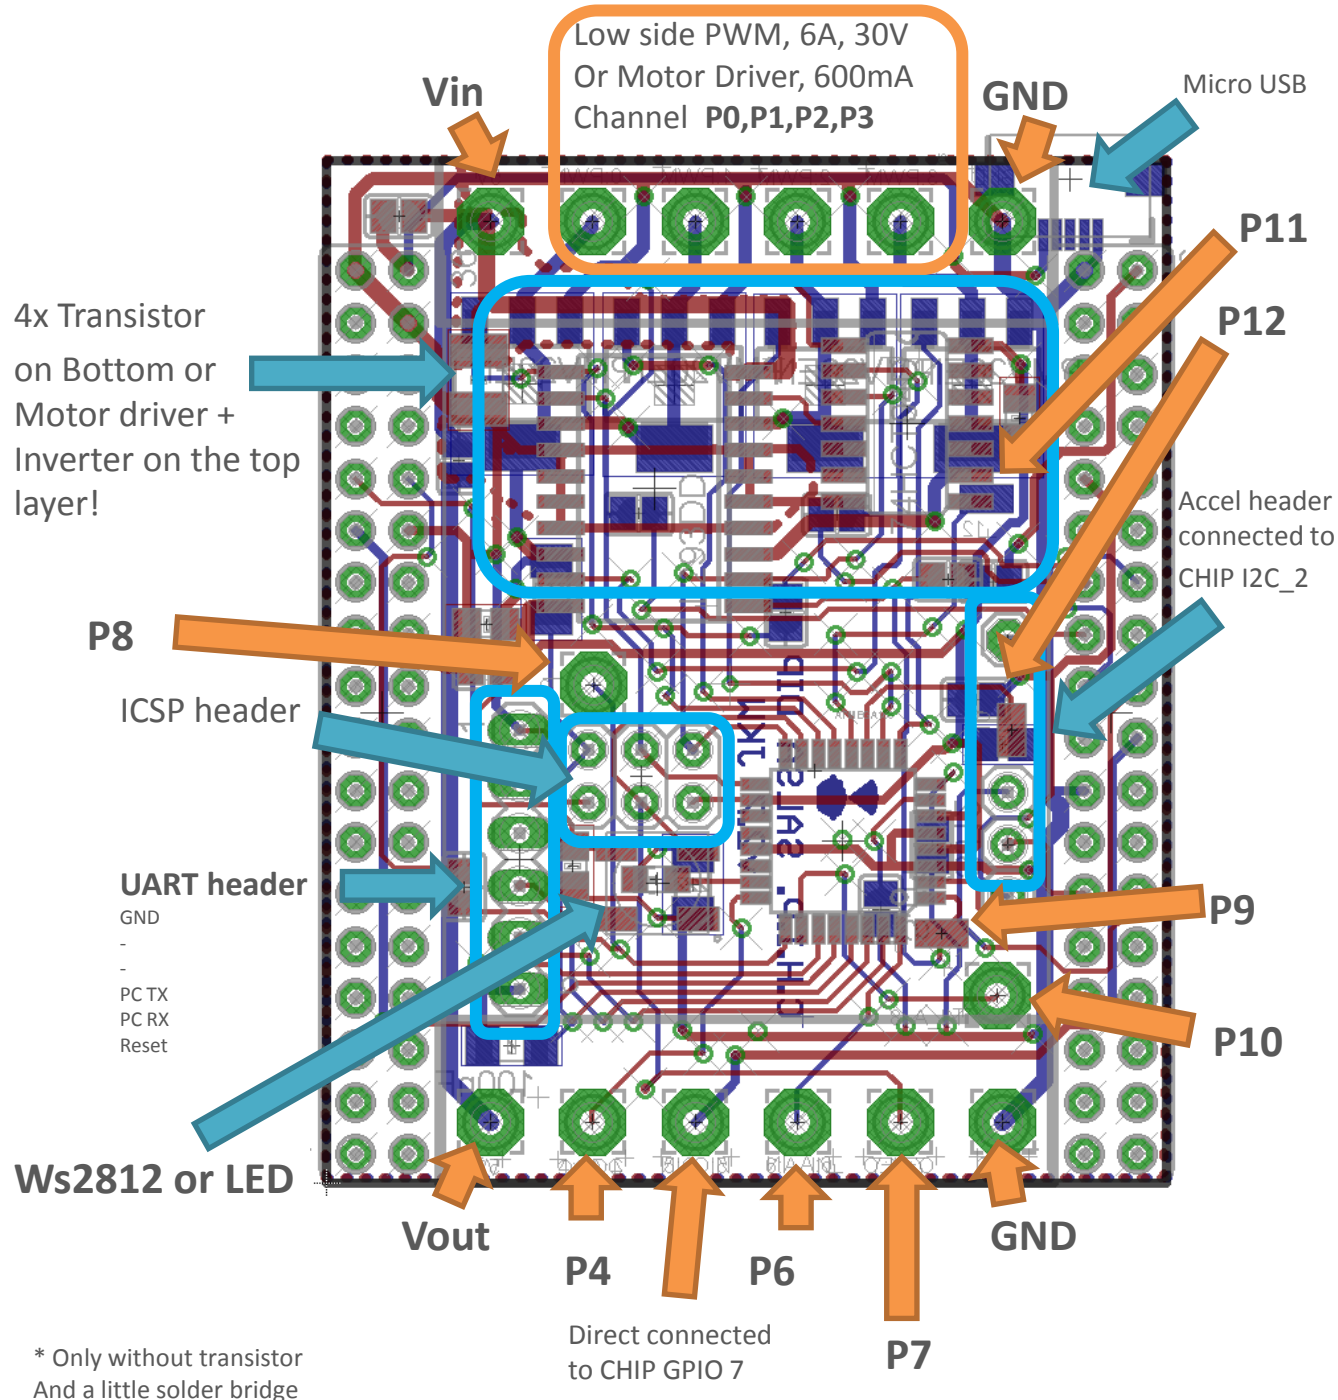 Low side PWM, 6A, 30V
Or Motor Driver, 600mA
Channel P0,P1,P2,P3
Vin
GND
Micro USB
P11
P12
4x Transistor
on Bottom or
Motor driver +
Inverter on the top
layer!
Accel header
connected to
CHIP I2C_2
P8
ICSP header
UART header
GND
-
-
PC TX
PC RX
Reset
P9
P10
Ws2812 or LED
Vout
P4
P6
GND
Direct connected
to CHIP GPIO 7
P7
* Only without transistor
And a little solder bridge